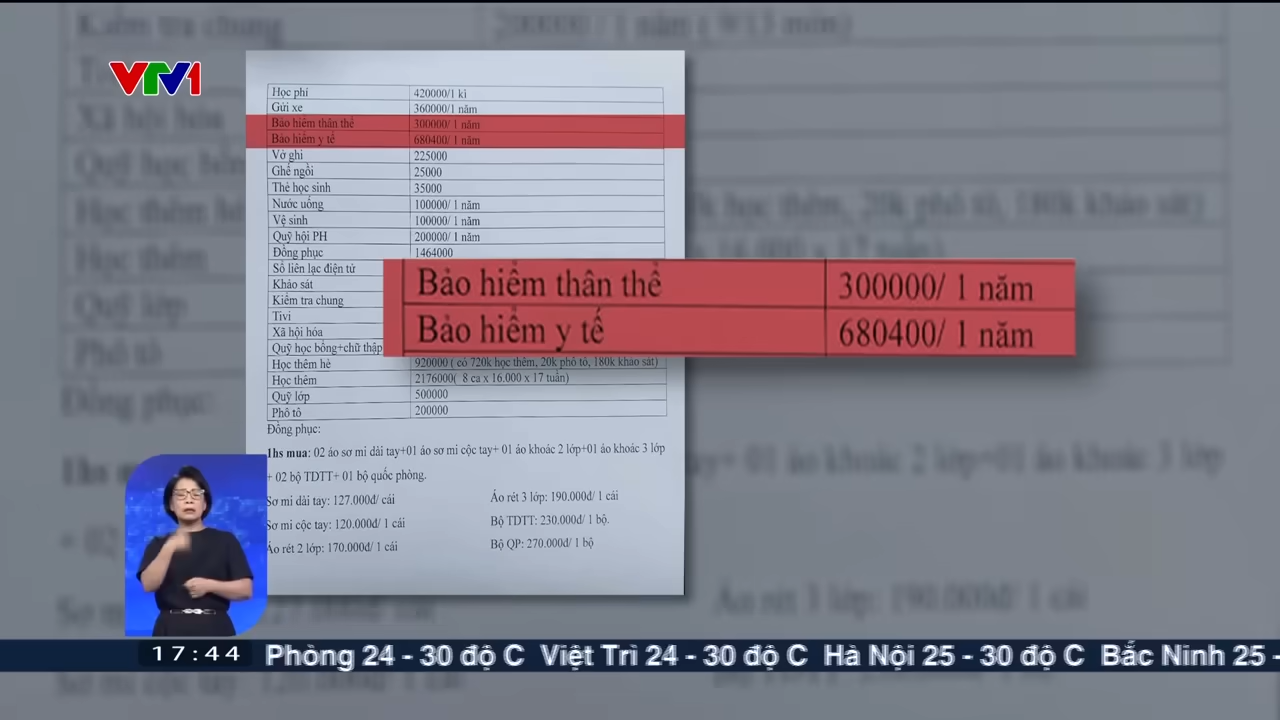 Kiểm tra chung 200000 / 1 năm ( 9/13 môn)
VTV1
Học phí 420000/1 kì
Gửi xe 360000/1 năm
Bảo hiểm thân thể 300000/ 1 năm
Bảo hiểm y tế 680400/ 1 năm
Vở ghi 225000
Ghế ngồi 25000
Thẻ học sinh 35000
Nước uống 100000/ 1 năm
Vệ sinh 100000/ 1 năm
Quỹ hội PH 200000/ 1 năm
Đồng phục 1464000
Sổ liên lạc điện tử
Khảo sát
Kiểm tra chung
Tivi
Xã hội hóa
Quỹ học bổng+chữ thập
Học thêm hè 920000 ( có 720k học thêm, 20k phô tô, 180k khảo sát)
Học thêm 2176000( 8 ca x 16.000 x 17 tuần)
Quỹ lớp 500000
Phô tô 200000
Bảo hiểm thân thể 300000/ 1 năm
Bảo hiểm y tế 680400/ 1 năm
Đồng phục:
1hs mua: 02 áo sơ mi dài tay+01 áo sơ mi cộc tay+ 01 áo khoác 2 lớp+01 áo khoác 3 lớp
+ 02 bộ TDTT+ 01 bộ quốc phòng.
Sơ mi dài tay: 127.000đ/ cái Áo rét 3 lớp: 190.000đ/ 1 cái
Sơ mi cộc tay: 120.000đ/ 1 cái Bộ TDTT: 230.000đ/ 1 bộ.
Áo rét 2 lớp: 170.000đ/ 1 cái Bộ QP: 270.000đ/ 1 bộ
17:44 Phòng 24 - 30 độ C Việt Trì 24 - 30 độ C Hà Nội 25 - 30 độ C Bắc Ninh 25 -